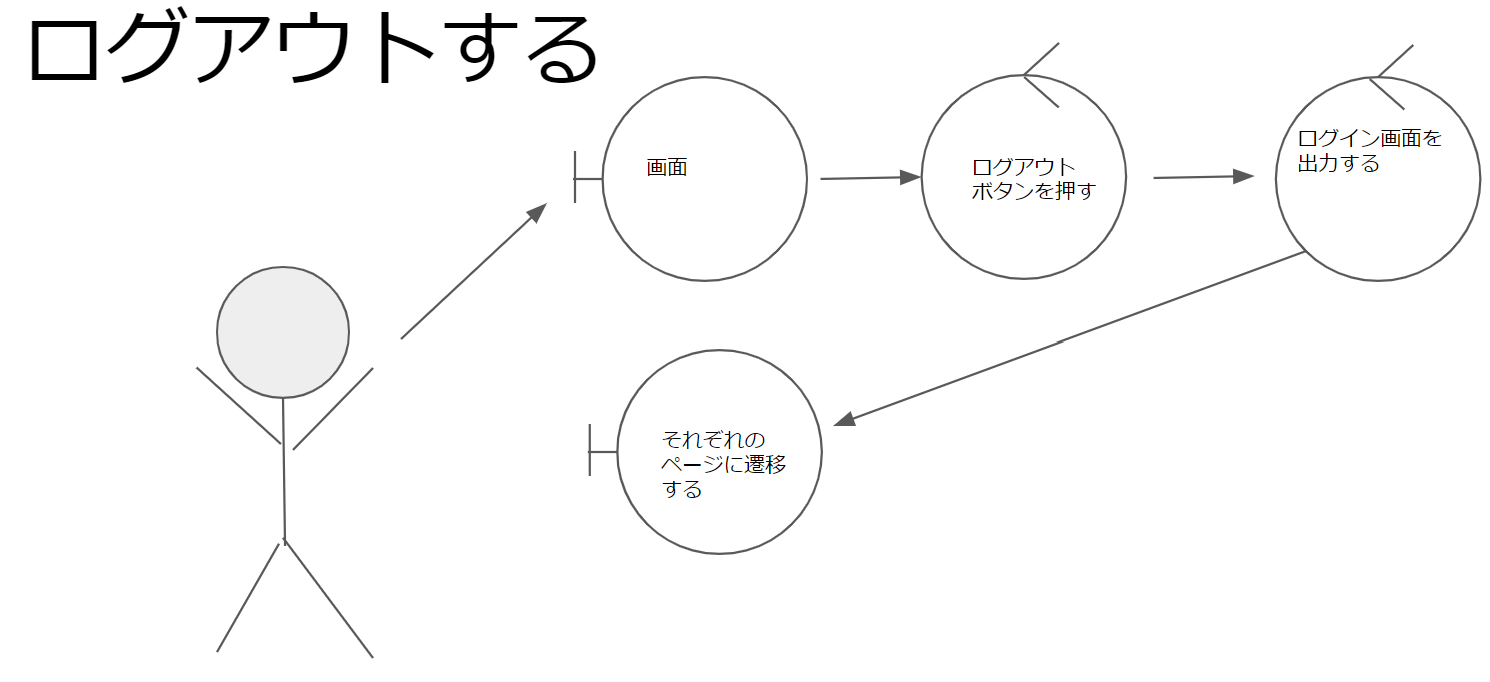 ログアウトする
画面
ログアウト
ボタンを押す
ログイン画面を
出力する
それぞれの
ページに遷移
する